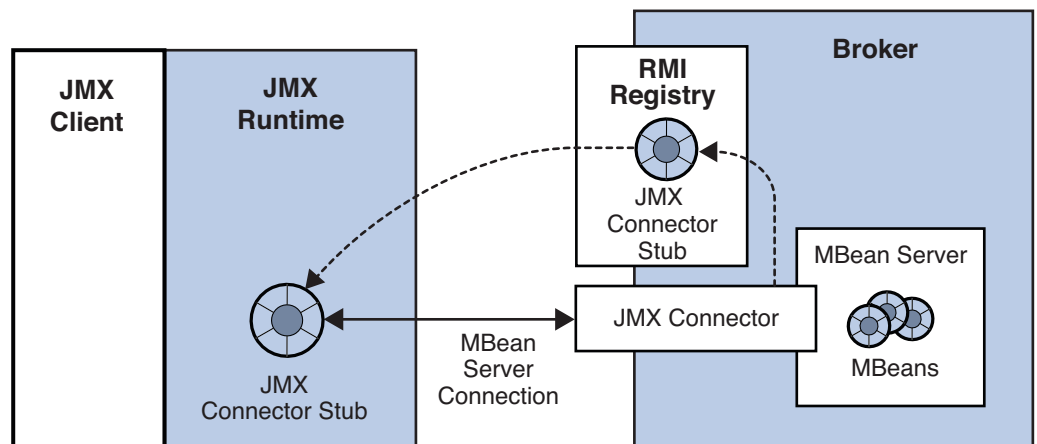 JMX
Client
JMX
Runtime
RMI
Registry
Broker
JMX
Connector
Stub
MBean Server
MBeans
JMX Connector
MBean
Server
Connection
JMX
Connector Stub